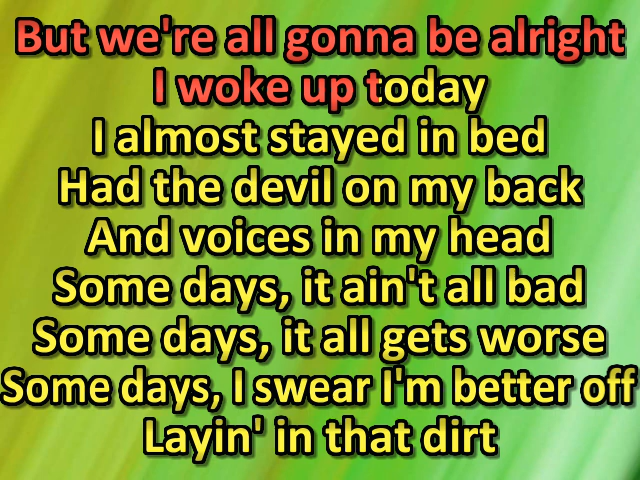 But we're all gonna be alright
I woke up today
I almost stayed in bed
Had the devil on my back
And voices in my head
Some days, it ain't all bad
Some days, it all gets worse
Some days, I swear I'm better off
Layin' in that dirt